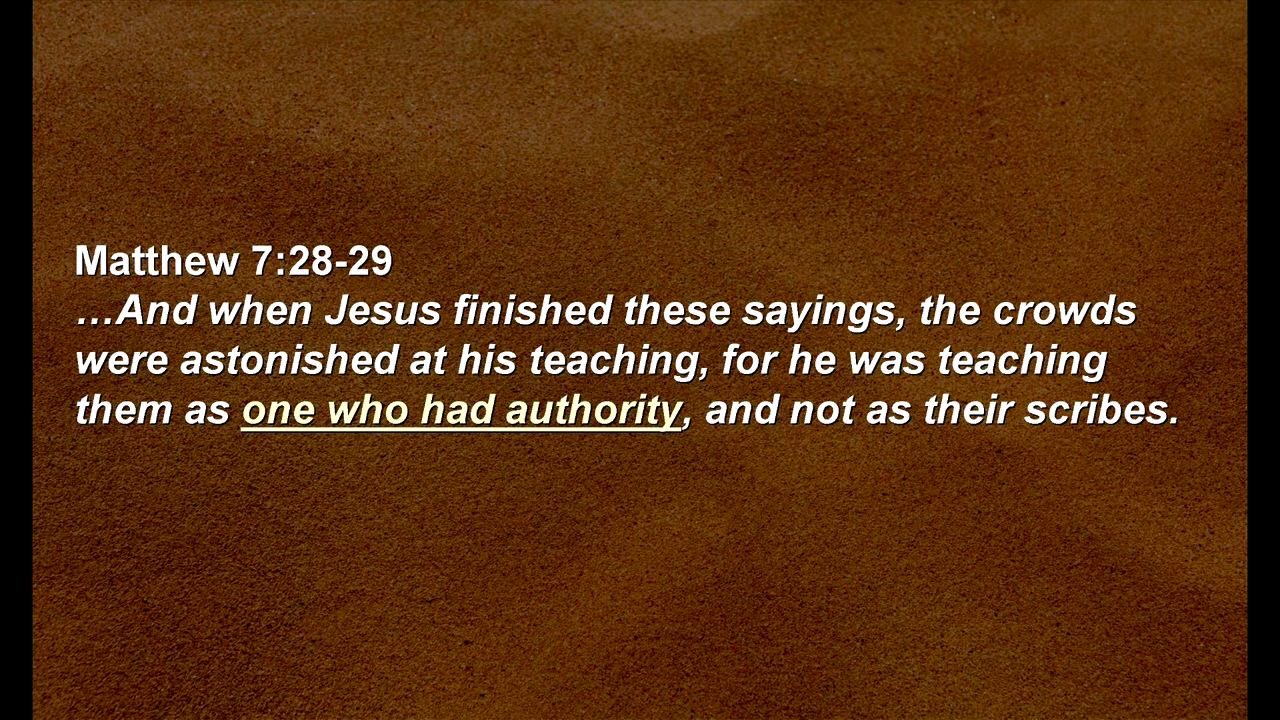 Matthew 7:28-29
…And when Jesus finished these sayings, the crowds
were astonished at his teaching, for he was teaching
them as one who had authority, and not as their scribes.